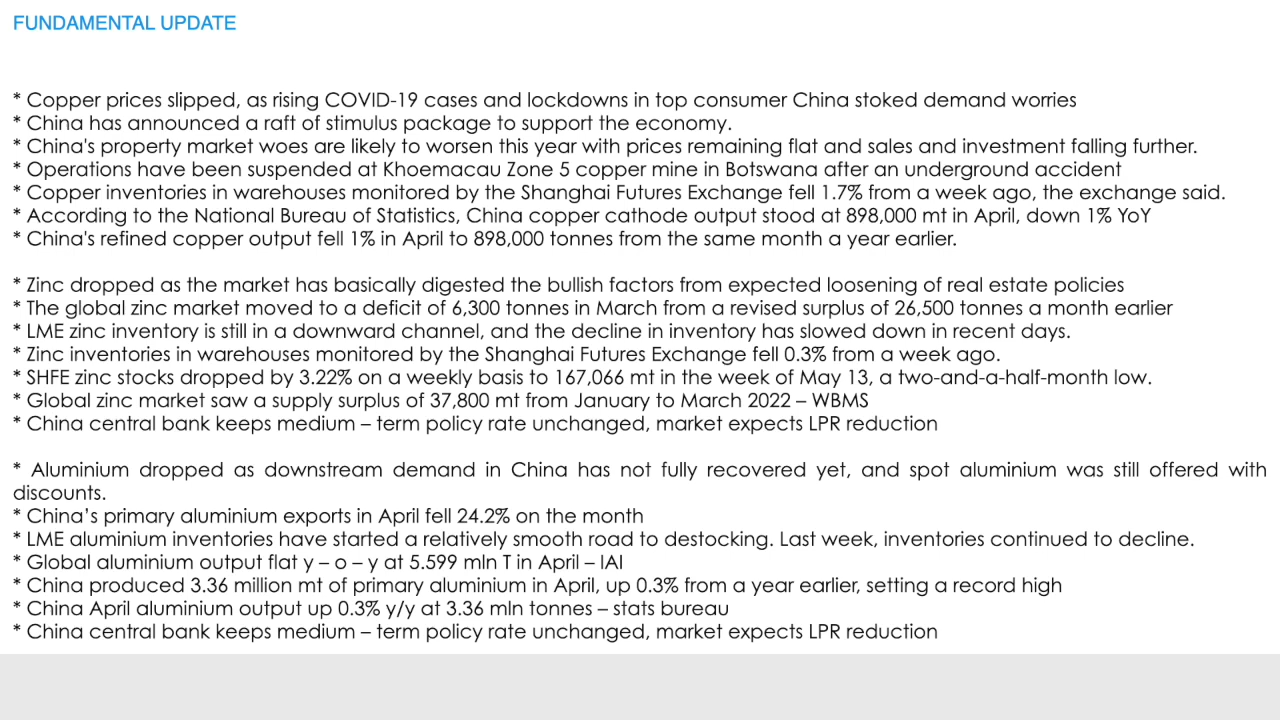 FUNDAMENTAL UPDATE
* Copper prices slipped, as rising COVID-19 cases and lockdowns in top consumer China stoked demand worries
* China has announced a raft of stimulus package to support the economy.
* China's property market woes are likely to worsen this year with prices remaining flat and sales and investment falling further.
* Operations have been suspended at Khoemacau Zone 5 copper mine in Botswana after an underground accident
* Copper inventories in warehouses monitored by the Shanghai Futures Exchange fell 1.7% from a week ago, the exchange said.
* According to the National Bureau of Statistics, China copper cathode output stood at 898,000 mt in April, down 1% YoY
* China's refined copper output fell 1% in April to 898,000 tonnes from the same month a year earlier.
* Zinc dropped as the market has basically digested the bullish factors from expected loosening of real estate policies
* The global zinc market moved to a deficit of 6,300 tonnes in March from a revised surplus of 26,500 tonnes a month earlier
* LME zinc inventory is still in a downward channel, and the decline in inventory has slowed down in recent days.
* Zinc inventories in warehouses monitored by the Shanghai Futures Exchange fell 0.3% from a week ago.
* SHFE zinc stocks dropped by 3.22% on a weekly basis to 167,066 mt in the week of May 13, a two-and-a-half-month low.
* Global zinc market saw a supply surplus of 37,800 mt from January to March 2022 – WBMS
* China central bank keeps medium – term policy rate unchanged, market expects LPR reduction
* Aluminium dropped as downstream demand in China has not fully recovered yet, and spot aluminium was still offered with
discounts.
* China’s primary aluminium exports in April fell 24.2% on the month
* LME aluminium inventories have started a relatively smooth road to destocking. Last week, inventories continued to decline.
* Global aluminium output flat y – o – y at 5.599 mln T in April – IAI
* China produced 3.36 million mt of primary aluminium in April, up 0.3% from a year earlier, setting a record high
* China April aluminium output up 0.3% y/y at 3.36 mln tonnes – stats bureau
* China central bank keeps medium – term policy rate unchanged, market expects LPR reduction